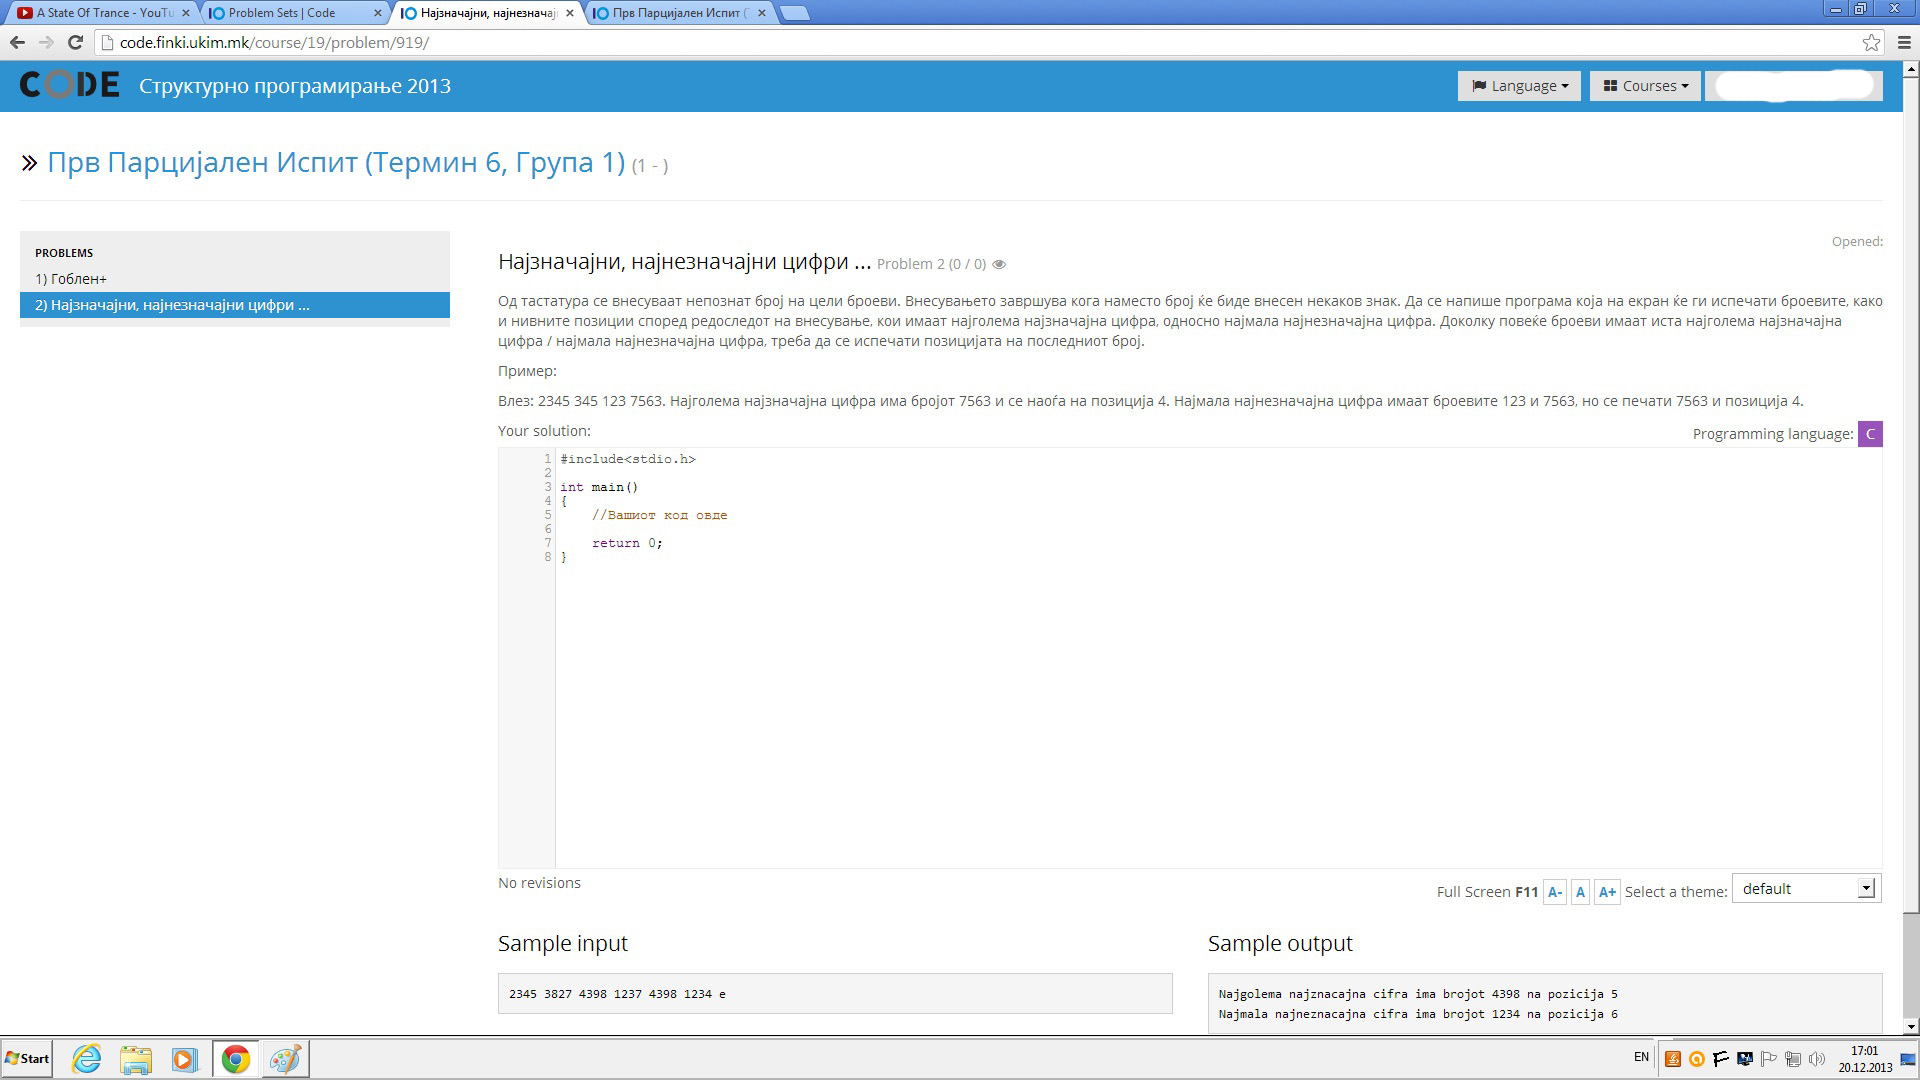 A State Of Trance - YouTu
Problem Sets | Code
Најзначајни, најнезначај
Прв Парцијален Испит (Т
code.finki.ukim.mk/course/19/problem/919/
CODE Структурно програмирање 2013
Language
Courses
» Прв Парцијален Испит (Термин 6, Група 1) (1 - )
PROBLEMS
1) Гоблен+
2) Најзначајни, најнезначајни цифри ...
Opened:
Најзначајни, најнезначајни цифри ... Problem 2 (0 / 0)
Од тастатура се внесуваат непознат број на цели броеви. Внесувањето завршува кога наместо број ќе биде внесен некаков знак. Да се напише програма која на екран ќе ги испечати броевите, како
и нивните позиции според редоследот на внесување, кои имаат најголема најзначајна цифра, односно најмала најнезначајна цифра. Доколку повеќе броеви имаат иста најголема најзначајна
цифра / најмала најнезначајна цифра, треба да се испечати позицијата на последниот број.
Пример:
Влез: 2345 345 123 7563. Најголема најзначајна цифра има бројот 7563 и се наоѓа на позиција 4. Најмала најнезначајна цифра имаат броевите 123 и 7563, но се печати 7563 и позиција 4.
Your solution:
Programming language: C
1 #include<stdio.h>
2
3 int main()
4 {
5 //Вашиот код овде
6
7 return 0;
8 }
No revisions
Full Screen F11 A- A A+ Select a theme: default
Sample input
2345 3827 4398 1237 4398 1234 e
Sample output
Najgolema najznacajna cifra ima brojot 4398 na pozicija 5
Najmala najneznacajna cifra ima brojot 1234 na pozicija 6
Start
EN
17:01
20.12.2013